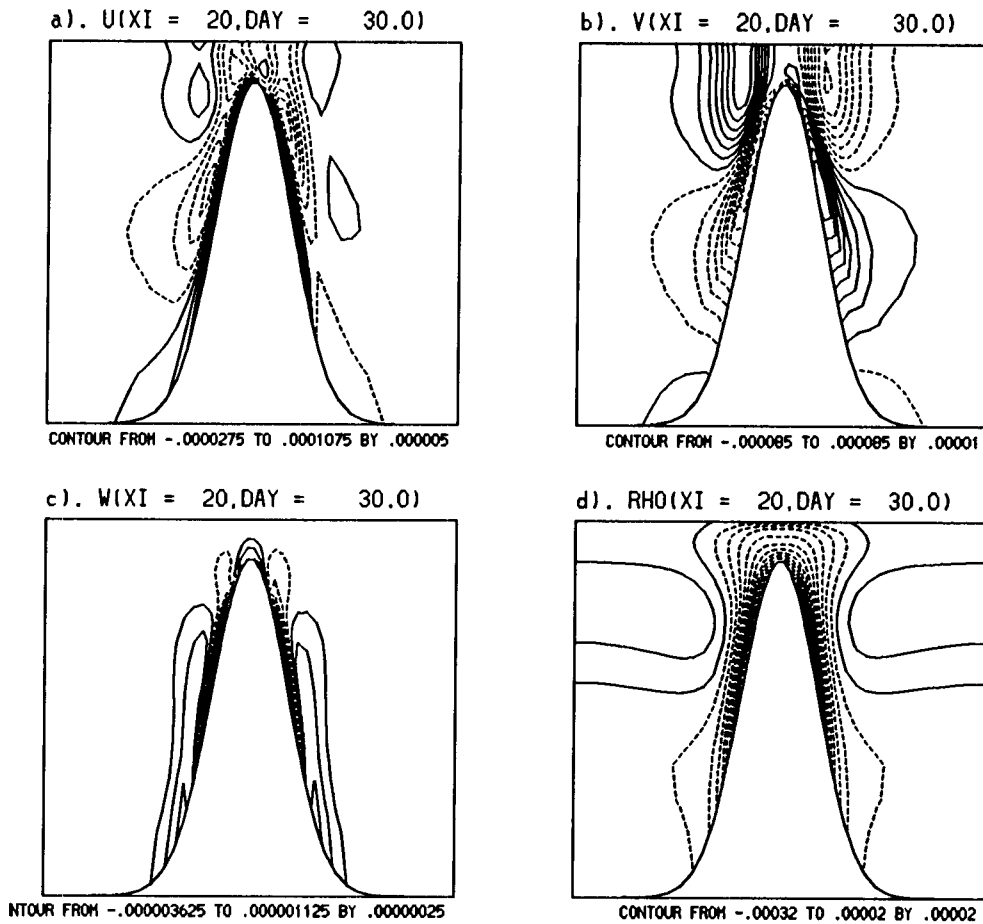 a). U(XI = 20,DAY = 30.0)
b). V(XI = 20,DAY = 30.0)
CONTOUR FROM -.0000275 TO .0001075 BY .000005
CONTOUR FROM -.000085 TO .000085 BY .00001
c). W(XI = 20,DAY = 30.0)
d). RHO(XI = 20,DAY = 30.0)
NTOUR FROM -.000003625 TO .000001125 BY .00000025
CONTOUR FROM -.00032 TO .00002 BY .00002